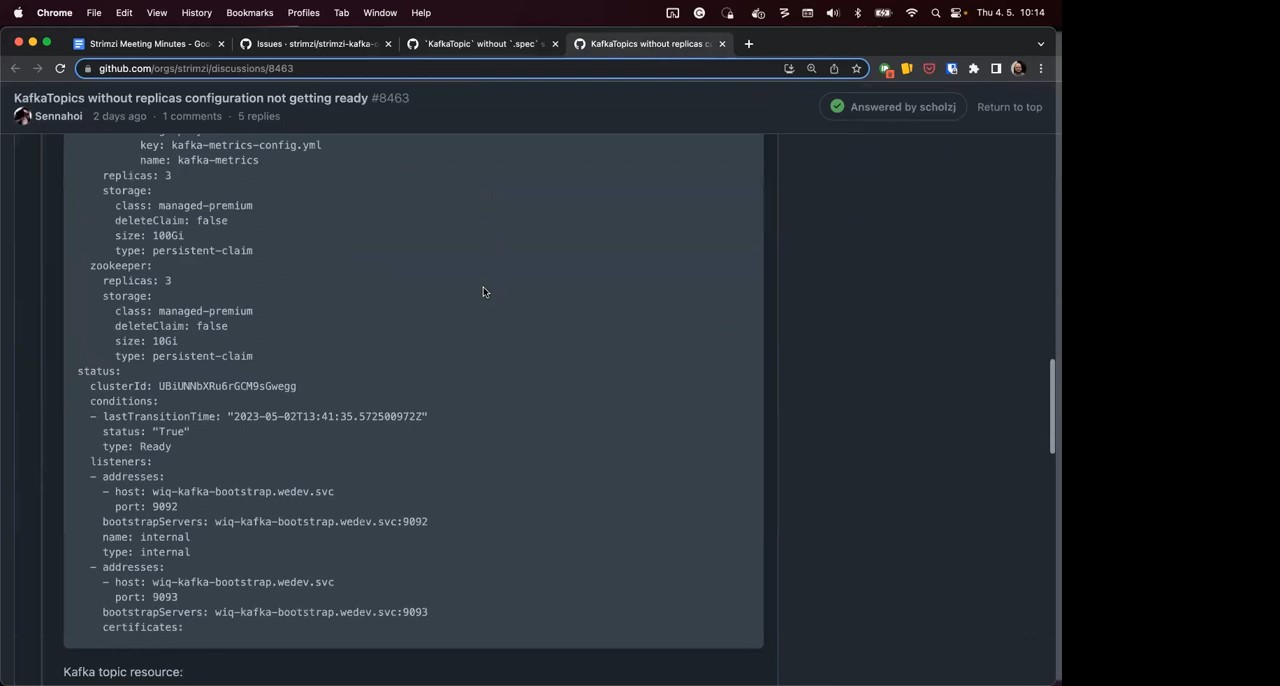 Chrome File Edit View History Bookmarks Profiles Tab Window Help Thu 4. 5. 10:14
Strimzi Meeting Minutes - Goo Issues · strimzi/strimzi-kafka-o `KafkaTopic` without `.spec` s KafkaTopics without replicas co
github.com/orgs/strimzi/discussions/8463
KafkaTopics without replicas configuration not getting ready #8463
Sennahoi 2 days ago · 1 comments · 5 replies
Answered by scholzj Return to top
key: kafka-metrics-config.yml
name: kafka-metrics
replicas: 3
storage:
class: managed-premium
deleteClaim: false
size: 100Gi
type: persistent-claim
zookeeper:
replicas: 3
storage:
class: managed-premium
deleteClaim: false
size: 10Gi
type: persistent-claim
status:
clusterId: UBiUNNbXRu6rGCM9sGwegg
conditions:
- lastTransitionTime: "2023-05-02T13:41:35.572500972Z"
status: "True"
type: Ready
listeners:
- addresses:
- host: wiq-kafka-bootstrap.wedev.svc
port: 9092
bootstrapServers: wiq-kafka-bootstrap.wedev.svc:9092
name: internal
type: internal
- addresses:
- host: wiq-kafka-bootstrap.wedev.svc
port: 9093
bootstrapServers: wiq-kafka-bootstrap.wedev.svc:9093
certificates:
Kafka topic resource: